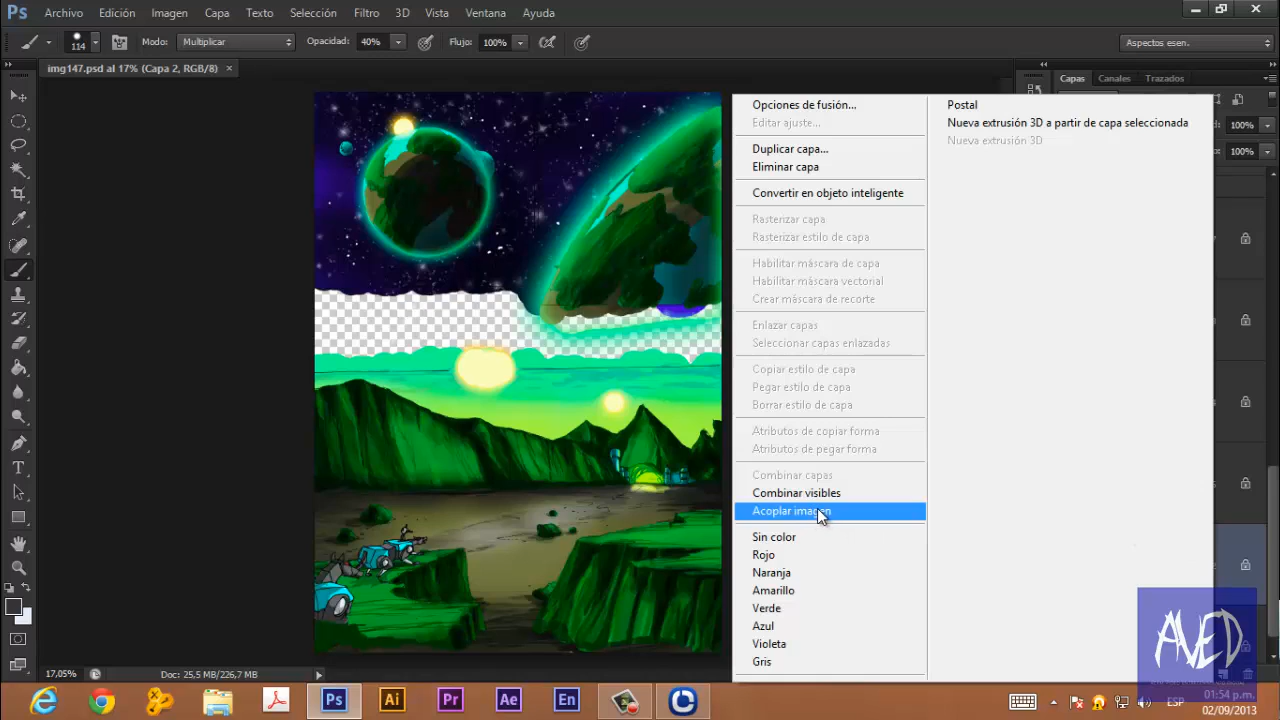 Ps Archivo Edición Imagen Capa Texto Selección Filtro 3D Vista Ventana Ayuda
114 Modo: Multiplicar Opacidad: 40% Flujo: 100% Aspectos esen.
img147.psd al 17% (Capa 2, RGB/8) ×
Capas Canales Trazados
Opciones de fusión... Postal
Editar ajuste... Nueva extrusión 3D a partir de capa seleccionada
100%
Nueva extrusión 3D
Duplicar capa...
100%
Eliminar capa
Convertir en objeto inteligente
Rasterizar capa
Rasterizar estilo de capa
Habilitar máscara de capa
Habilitar máscara vectorial
Crear máscara de recorte
Enlazar capas
Seleccionar capas enlazadas
Copiar estilo de capa
Pegar estilo de capa
Borrar estilo de capa
Atributos de copiar forma
Atributos de pegar forma
Combinar capas
Combinar visibles
Acoplar imagen
Sin color
Rojo
Naranja
Amarillo
Verde
Azul
Violeta
Gris
AVED
17,05% Doc: 25,5 MB/226,7 MB
Ps Ai Pr Ae En ESP
01:54 p.m.
02/09/2013